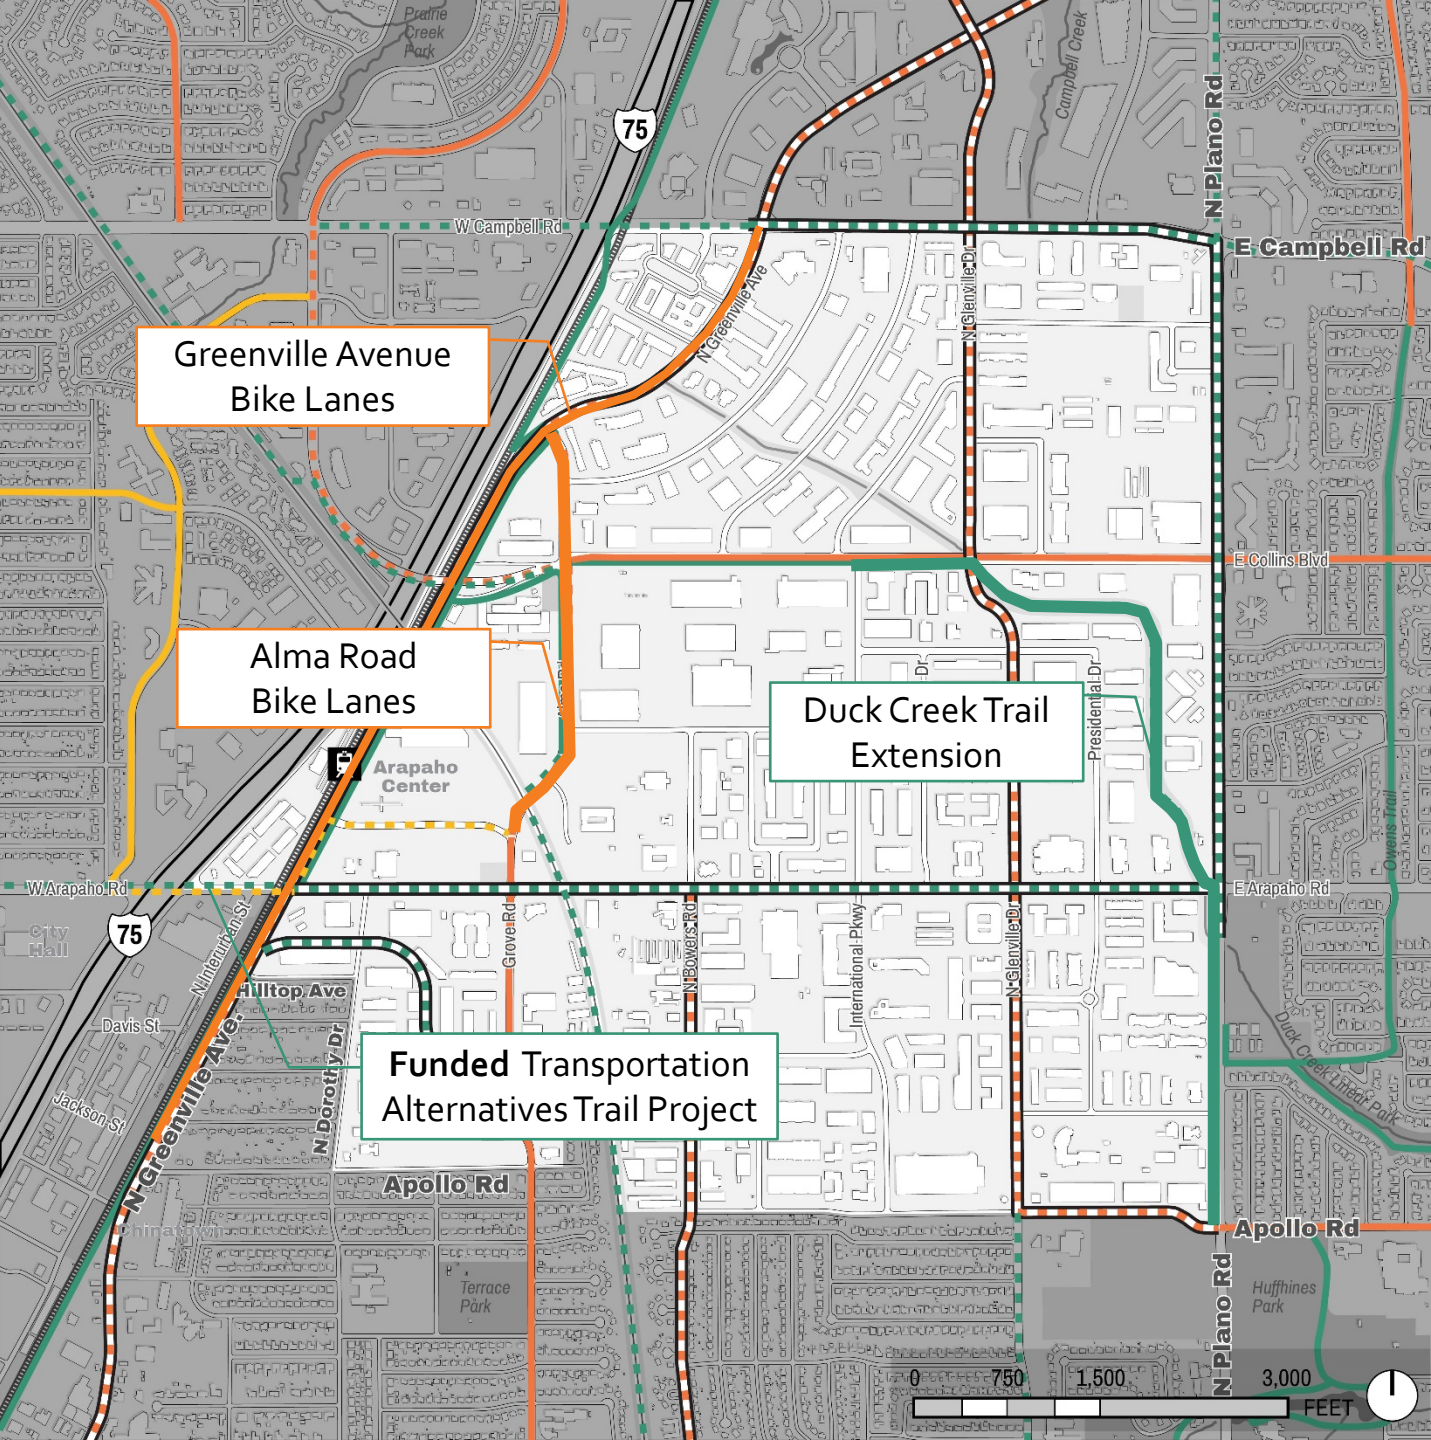 Prairie
Creek
Park
Campbell Creek
75
N Plano Rd
W Campbell Rd
E Campbell Rd
N Glenville Dr
N Greenville Ave
Greenville Avenue
Bike Lanes
E Collins Blvd
Alma Road
Bike Lanes
Dr
Presidential Dr
Duck Creek Trail
Extension
Arapaho
Center
Owens Trail
W Arapaho Rd
E Arapaho Rd
75
City
Hall
N Interurban St
Grove Rd
N Bowers Rd
International Pkwy
N Glenville Dr
Hilltop Ave
Davis St
N Dorothy Dr
Duck Creek Linear Park
Funded Transportation
Alternatives Trail Project
Jackson St
N Greenville Ave.
Apollo Rd
Chinatown
Apollo Rd
Terrace
Park
Huffhines
Park
N Plano Rd
0 750 1,500 3,000
FEET